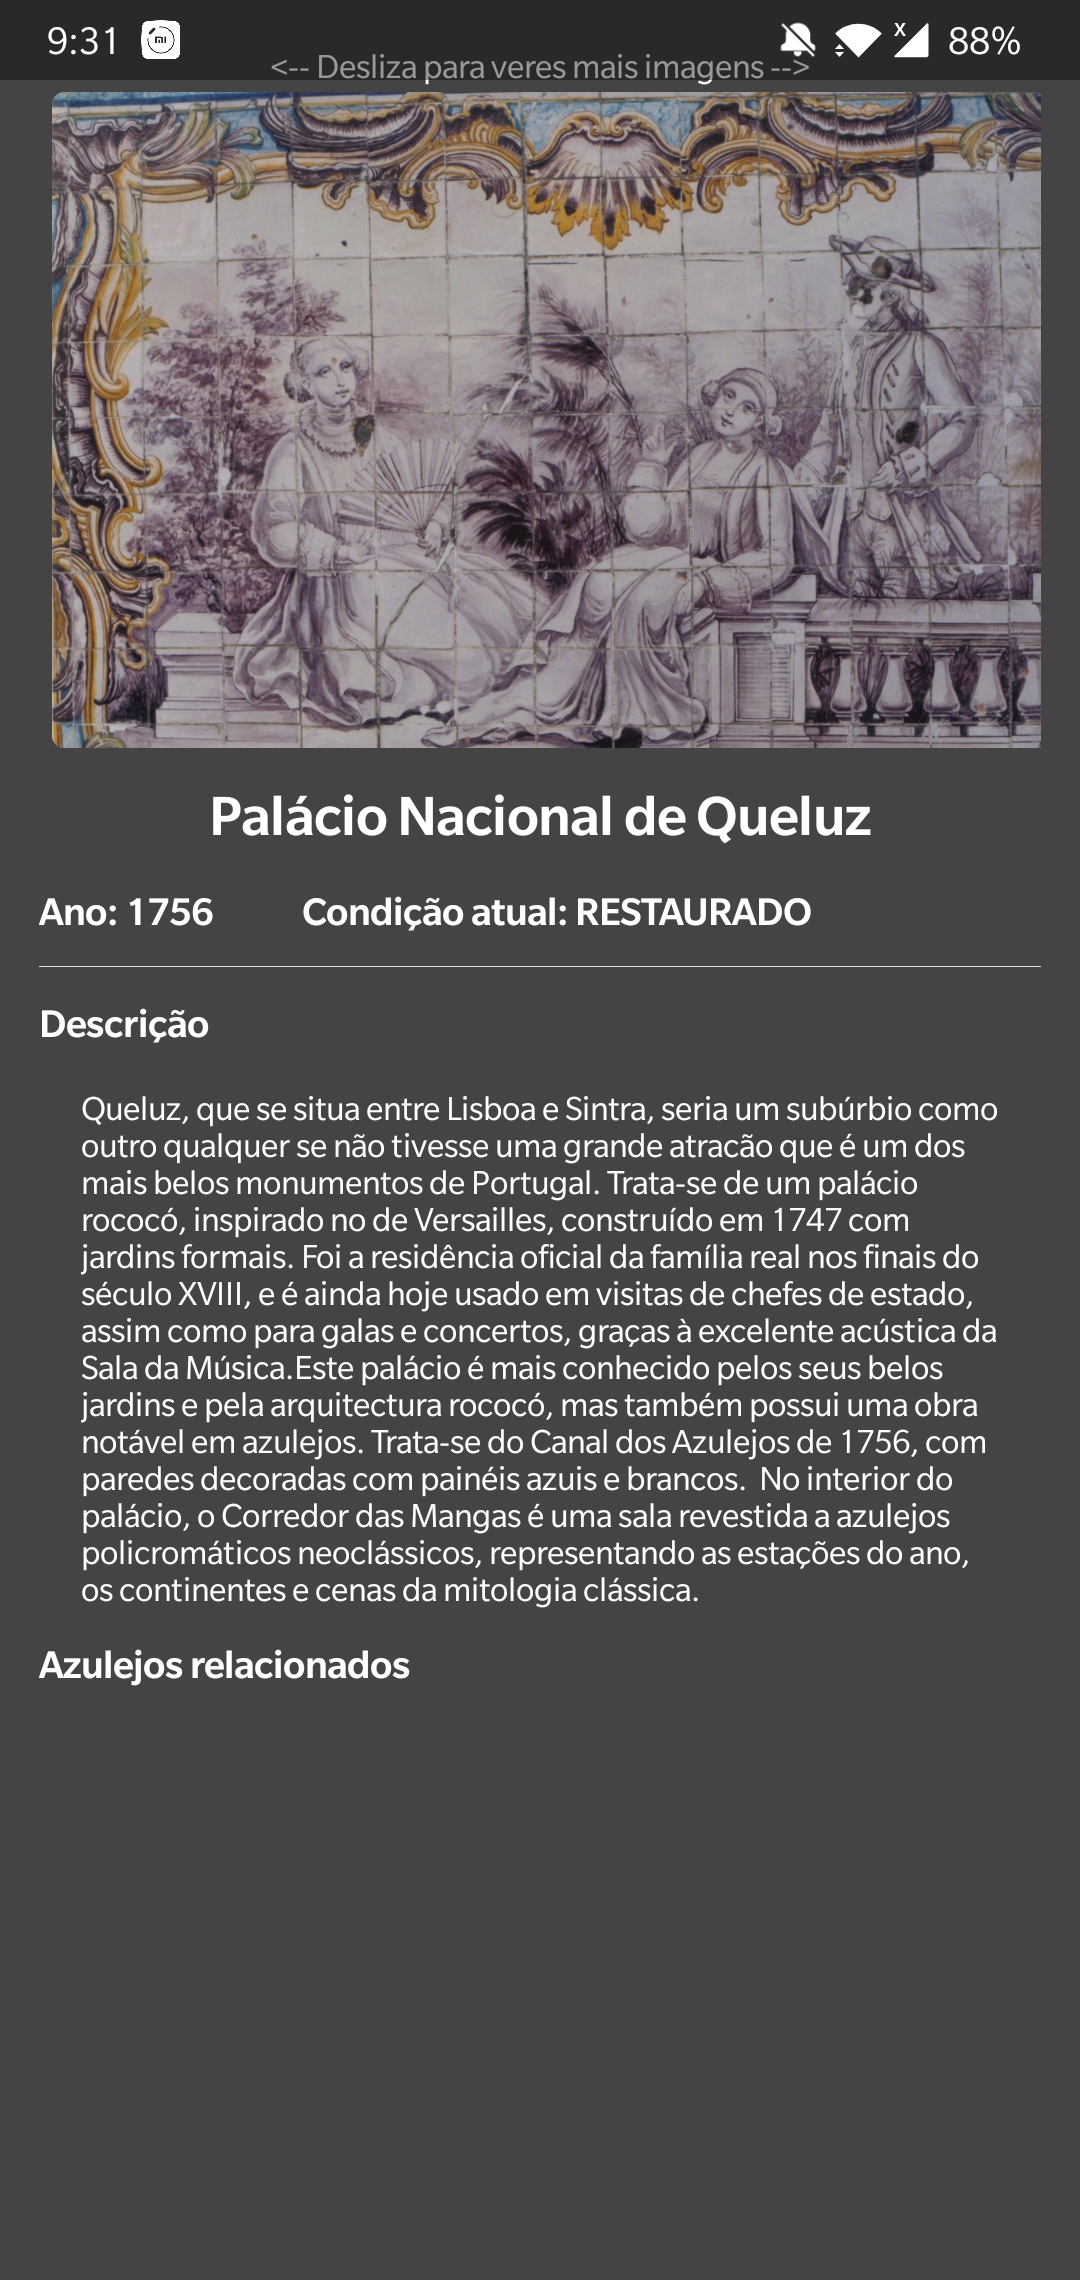 9:31
88%
<-- Desliza para veres mais imagens -->
Palácio Nacional de Queluz
Ano: 1756 Condição atual: RESTAURADO
Descrição
Queluz, que se situa entre Lisboa e Sintra, seria um subúrbio como
outro qualquer se não tivesse uma grande atracão que é um dos
mais belos monumentos de Portugal. Trata-se de um palácio
rococó, inspirado no de Versailles, construído em 1747 com
jardins formais. Foi a residência oficial da família real nos finais do
século XVIII, e é ainda hoje usado em visitas de chefes de estado,
assim como para galas e concertos, graças à excelente acústica da
Sala da Música.Este palácio é mais conhecido pelos seus belos
jardins e pela arquitectura rococó, mas também possui uma obra
notável em azulejos. Trata-se do Canal dos Azulejos de 1756, com
paredes decoradas com painéis azuis e brancos.  No interior do
palácio, o Corredor das Mangas é uma sala revestida a azulejos
policromáticos neoclássicos, representando as estações do ano,
os continentes e cenas da mitologia clássica.
Azulejos relacionados